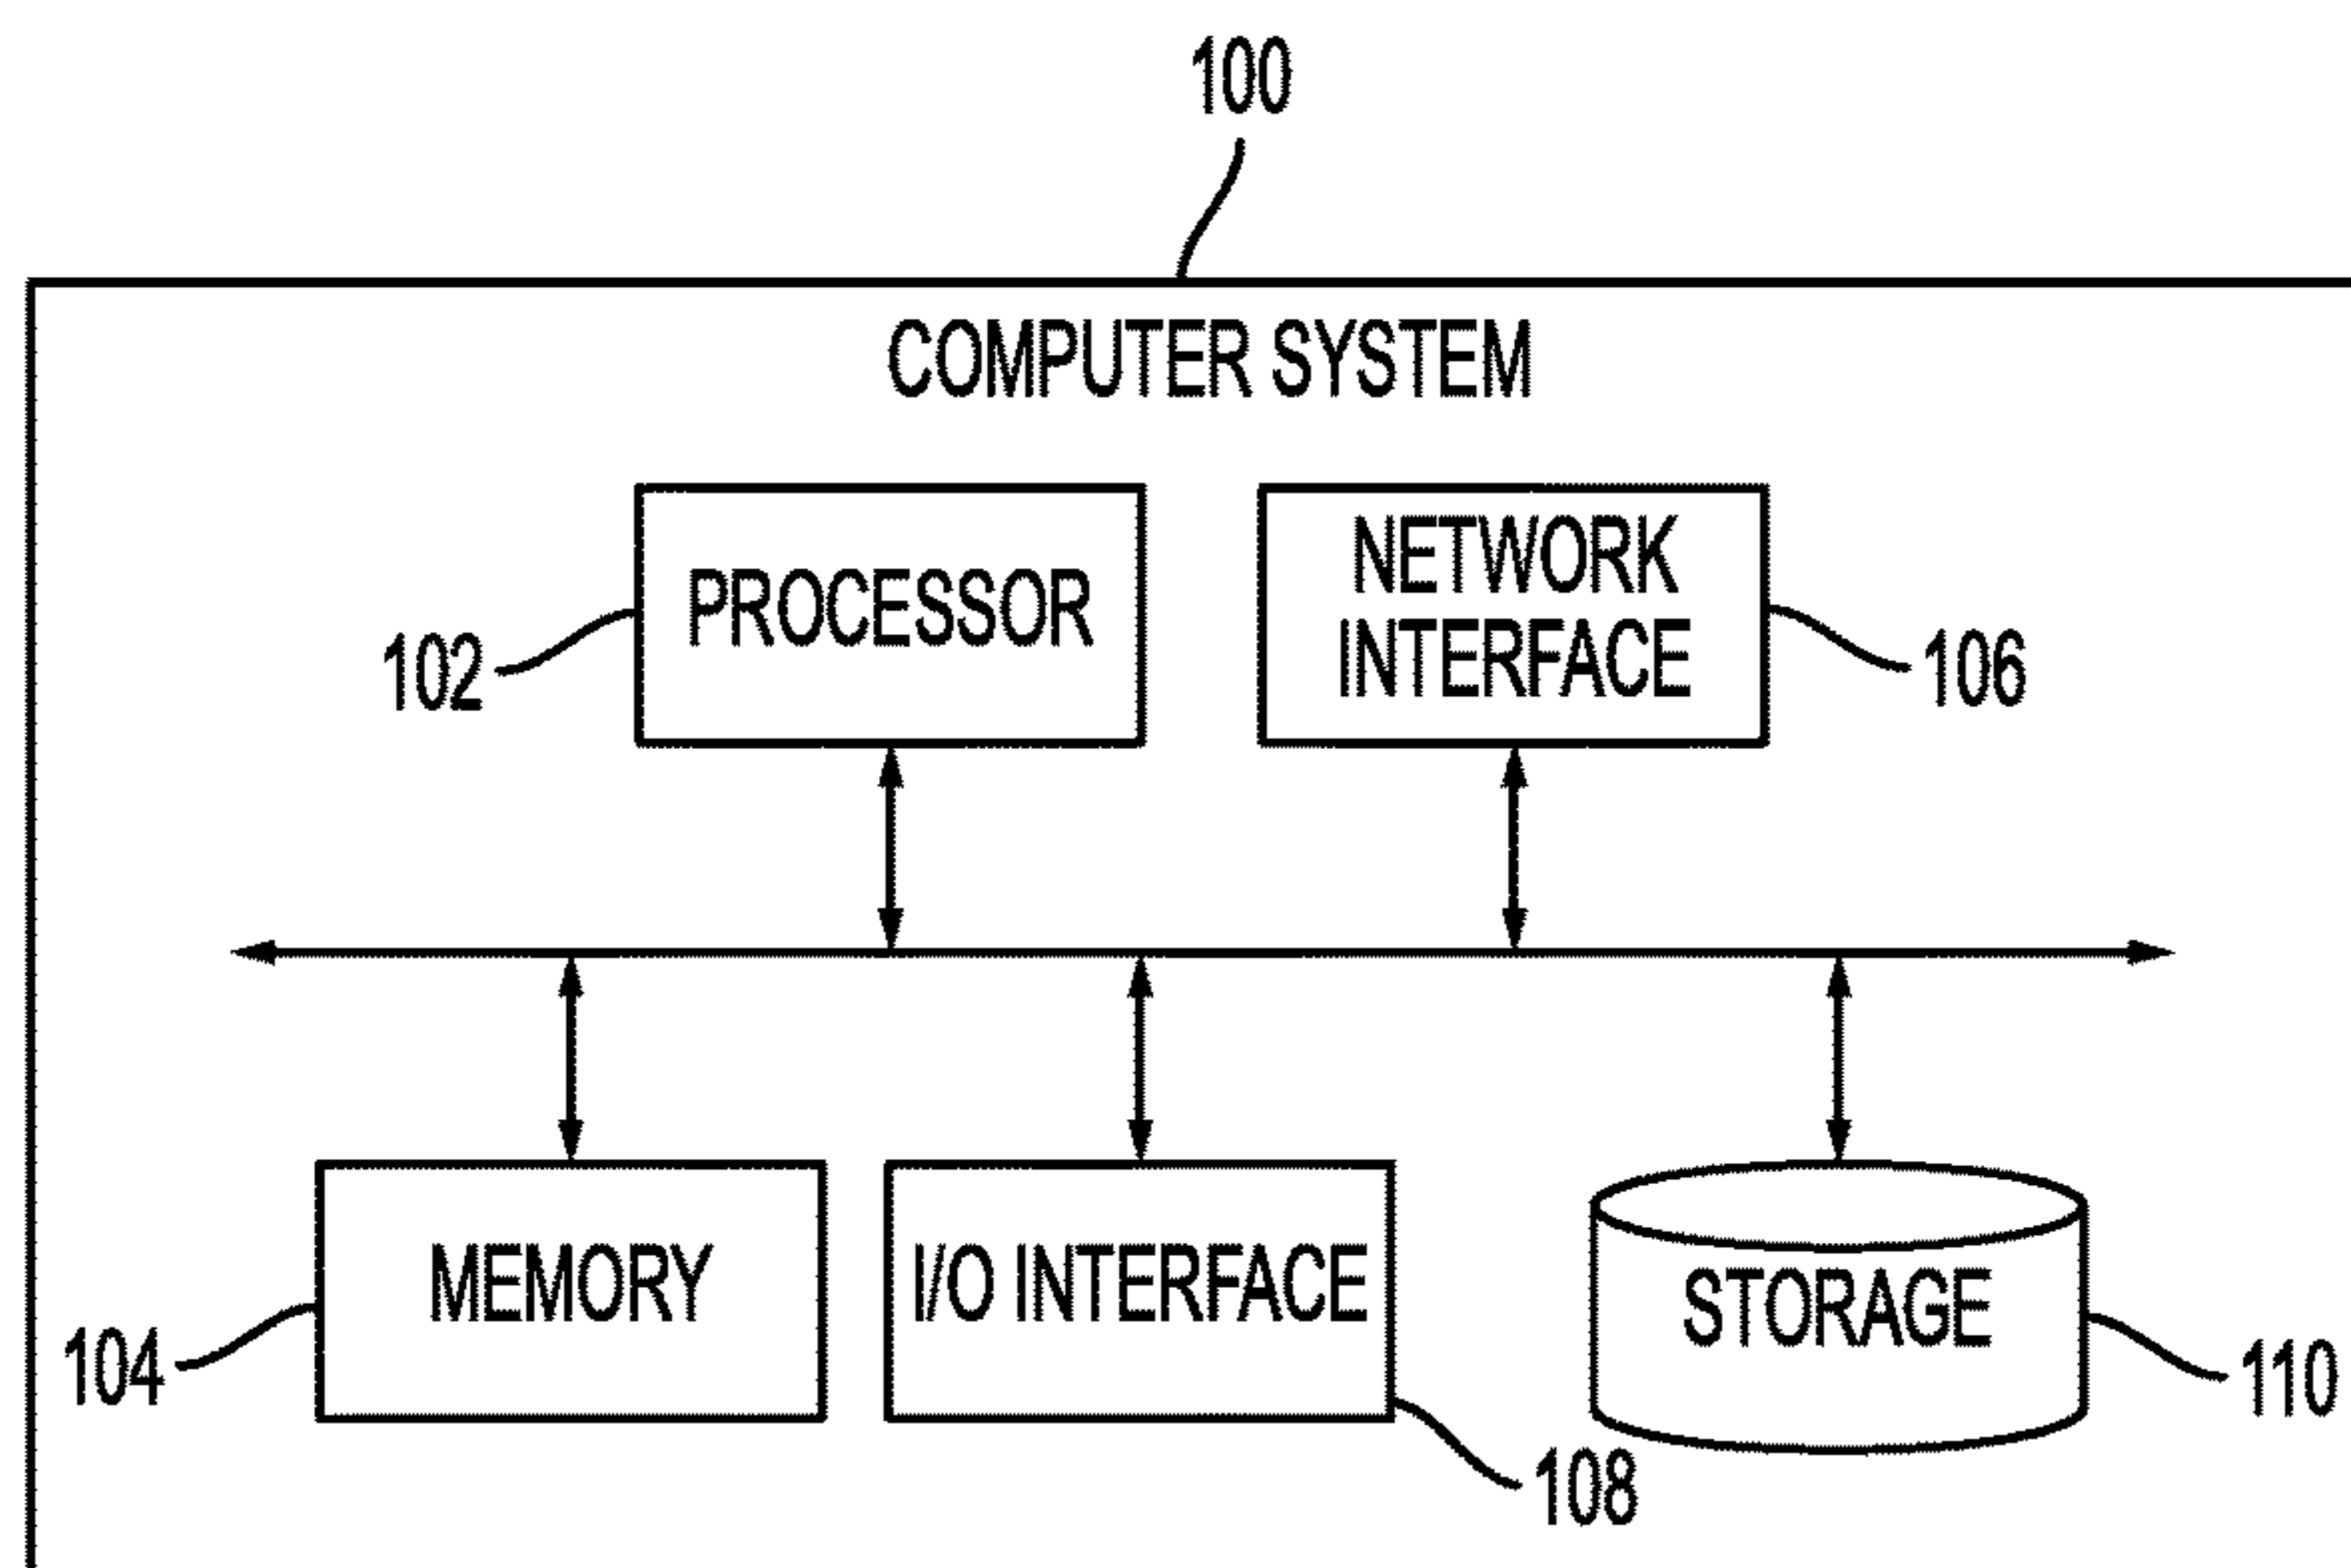 100
COMPUTER SYSTEM
PROCESSOR
NETWORK
INTERFACE
102
106
MEMORY
I/O INTERFACE
STORAGE
104
110
108